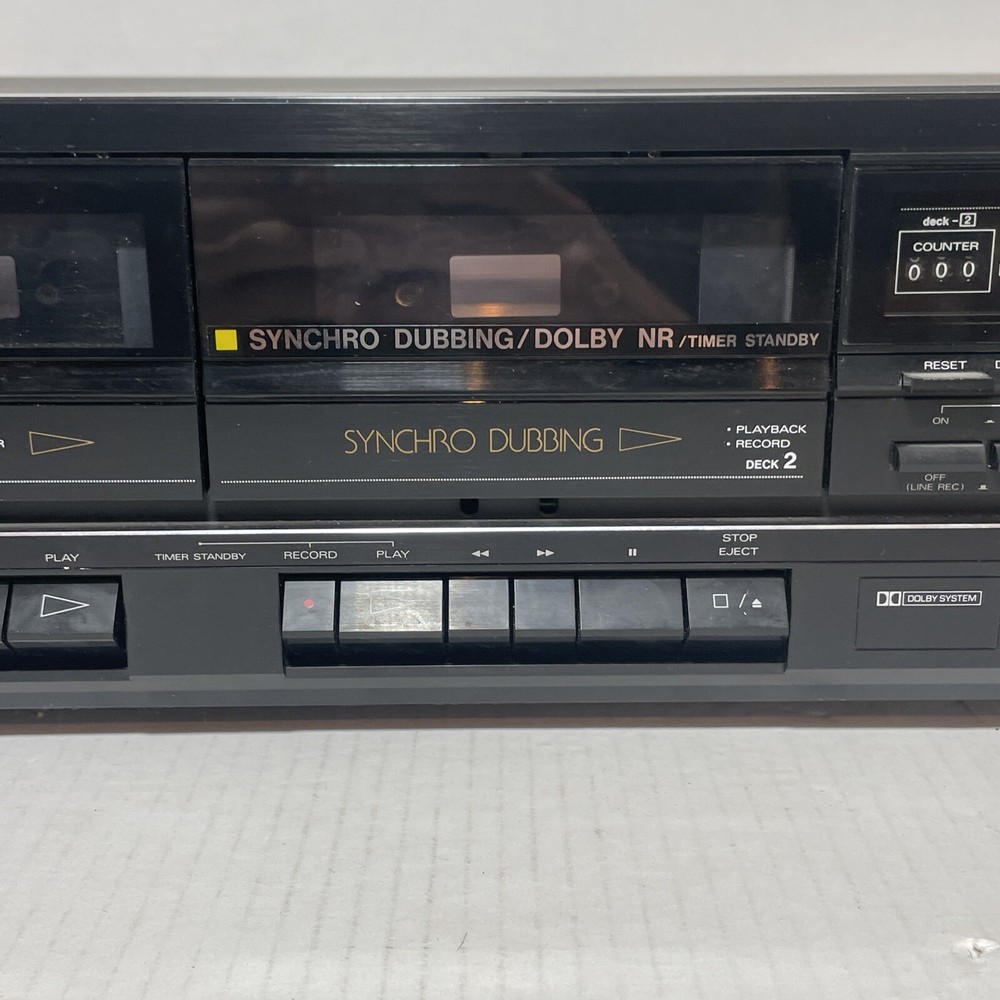 deck-2
COUNTER
000
SYNCHRO DUBBING/DOLBY NR/TIMER STANDBY
RESET
R
SYNCHRO DUBBING
• PLAYBACK
• RECORD
DECK 2
ON
OFF
(LINE REC)
PLAY
TIMER STANDBY
RECORD
PLAY
STOP
EJECT
DOLBY SYSTEM